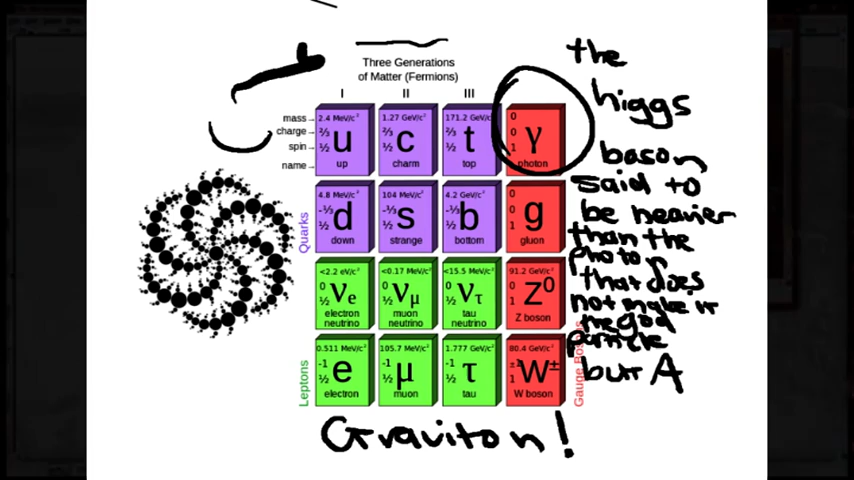 the
higgs
bason
said to
be heavier
than the
photon
that does
not make it
the god
particle
but A
Graviton!
Three Generations
of Matter (Fermions)
I II III
mass→ 2.4 MeV/c² 1.27 GeV/c² 171.2 GeV/c² 0
charge→ ⅔ ⅔ ⅔ 0
spin→ ½ u ½ c ½ t 1 γ
name→ up charm top photon
Quarks
4.8 MeV/c² 104 MeV/c² 4.2 GeV/c² 0
-⅓ -⅓ -⅓ 0
½ d ½ s ½ b 1 g
down strange bottom gluon
<2.2 eV/c² <0.17 MeV/c² <15.5 MeV/c² 91.2 GeV/c²
0 0 0 0
½ νe ½ νμ ½ ντ 1 Z⁰
electron neutrino muon neutrino tau neutrino Z boson
Leptons
0.511 MeV/c² 105.7 MeV/c² 1.777 GeV/c² 80.4 GeV/c²
-1 -1 -1 ±1
½ e ½ μ ½ τ 1 W±
electron muon tau W boson
Gauge